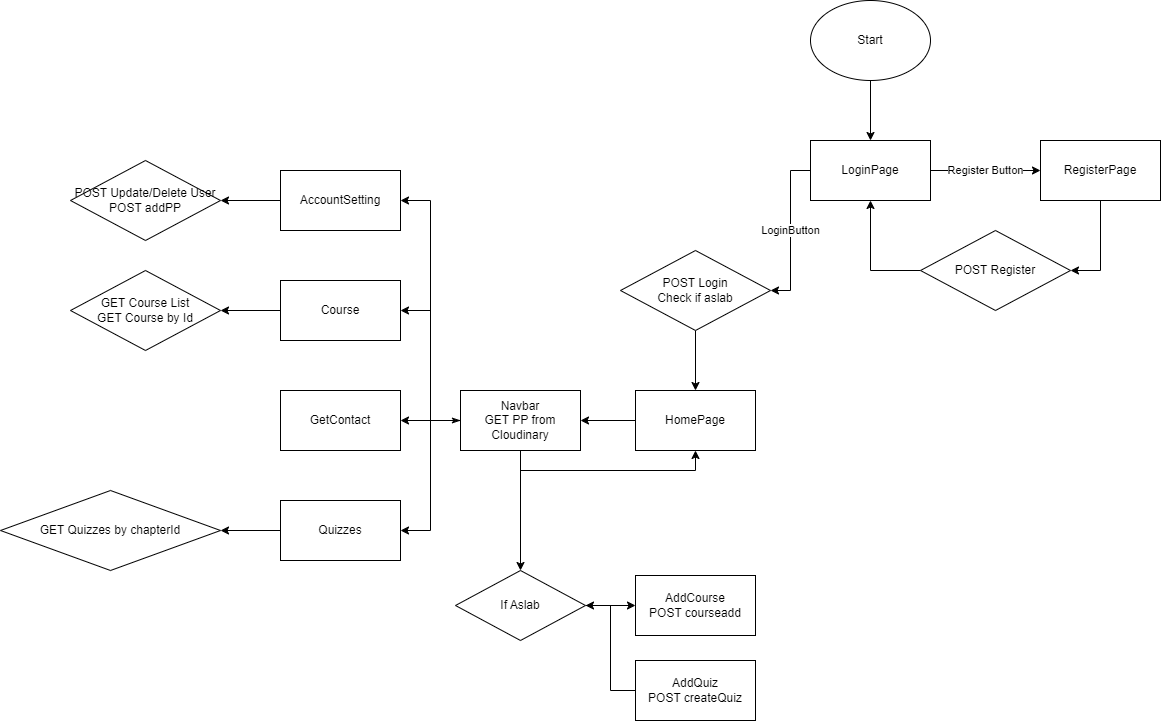 Start
LoginPage
Register Button
RegisterPage
LoginButton
POST Register
POST Login
Check if aslab
HomePage
Navbar
GET PP from
Cloudinary
AccountSetting
POST Update/Delete User
POST addPP
Course
GET Course List
GET Course by Id
GetContact
Quizzes
GET Quizzes by chapterId
If Aslab
AddCourse
POST courseadd
AddQuiz
POST createQuiz